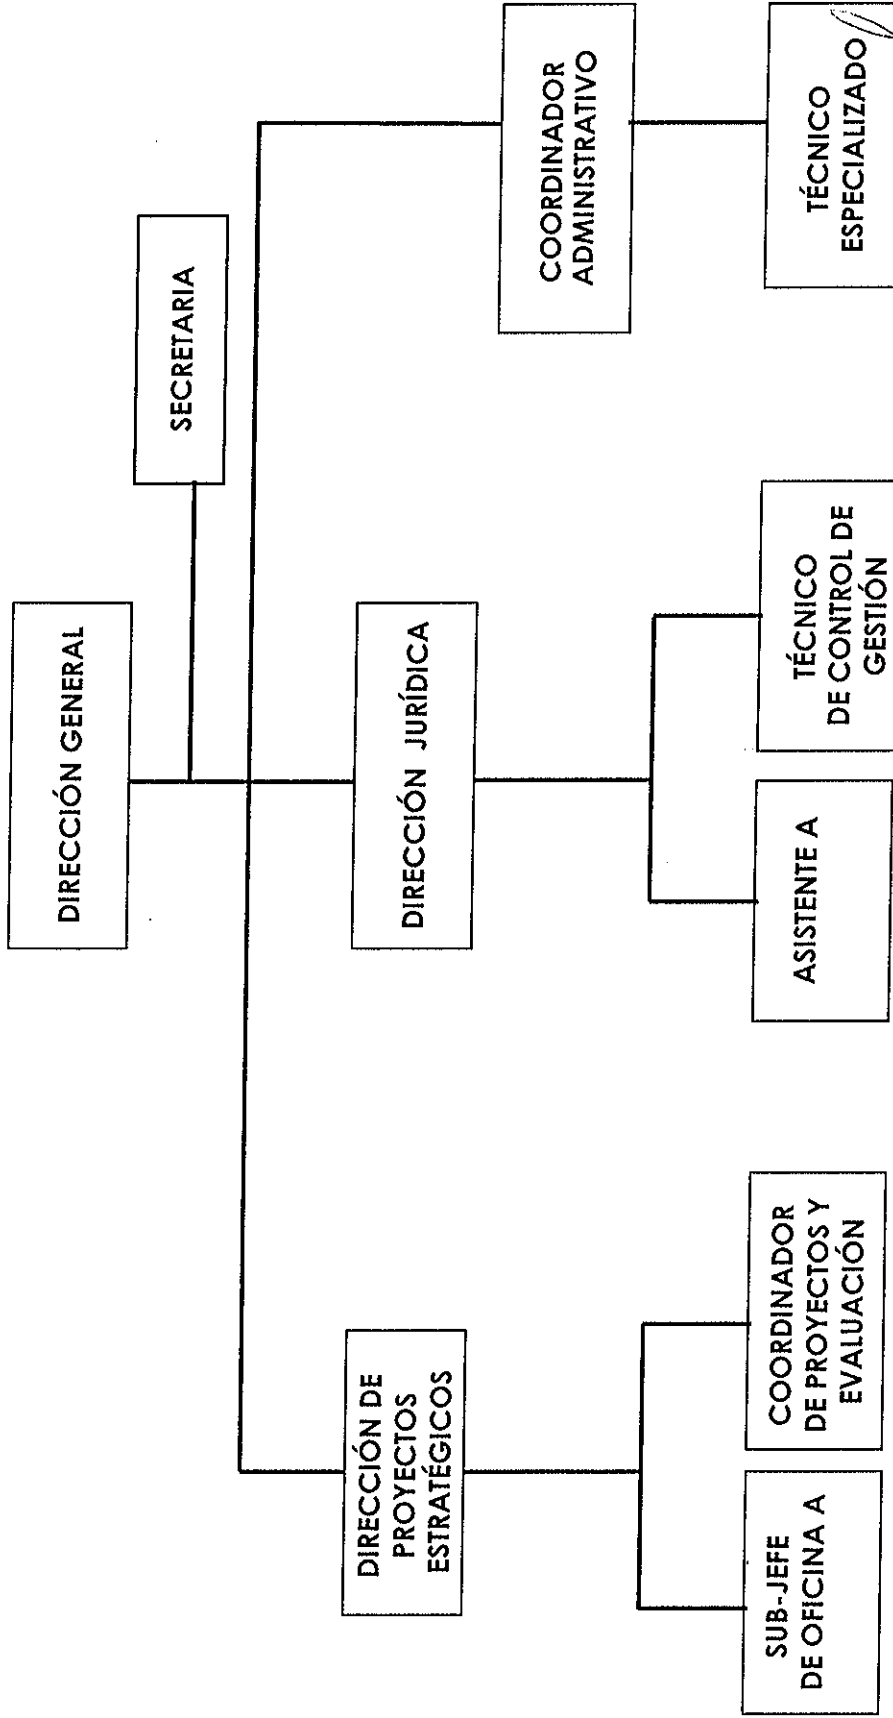 DIRECCIÓN GENERAL
SECRETARIA
DIRECCIÓN DE
PROYECTOS
ESTRATÉGICOS
DIRECCIÓN JURÍDICA
COORDINADOR
ADMINISTRATIVO
SUB-JEFE
DE OFICINA A
COORDINADOR
DE PROYECTOS Y
EVALUACIÓN
ASISTENTE A
TÉCNICO
DE CONTROL DE
GESTIÓN
TÉCNICO
ESPECIALIZADO